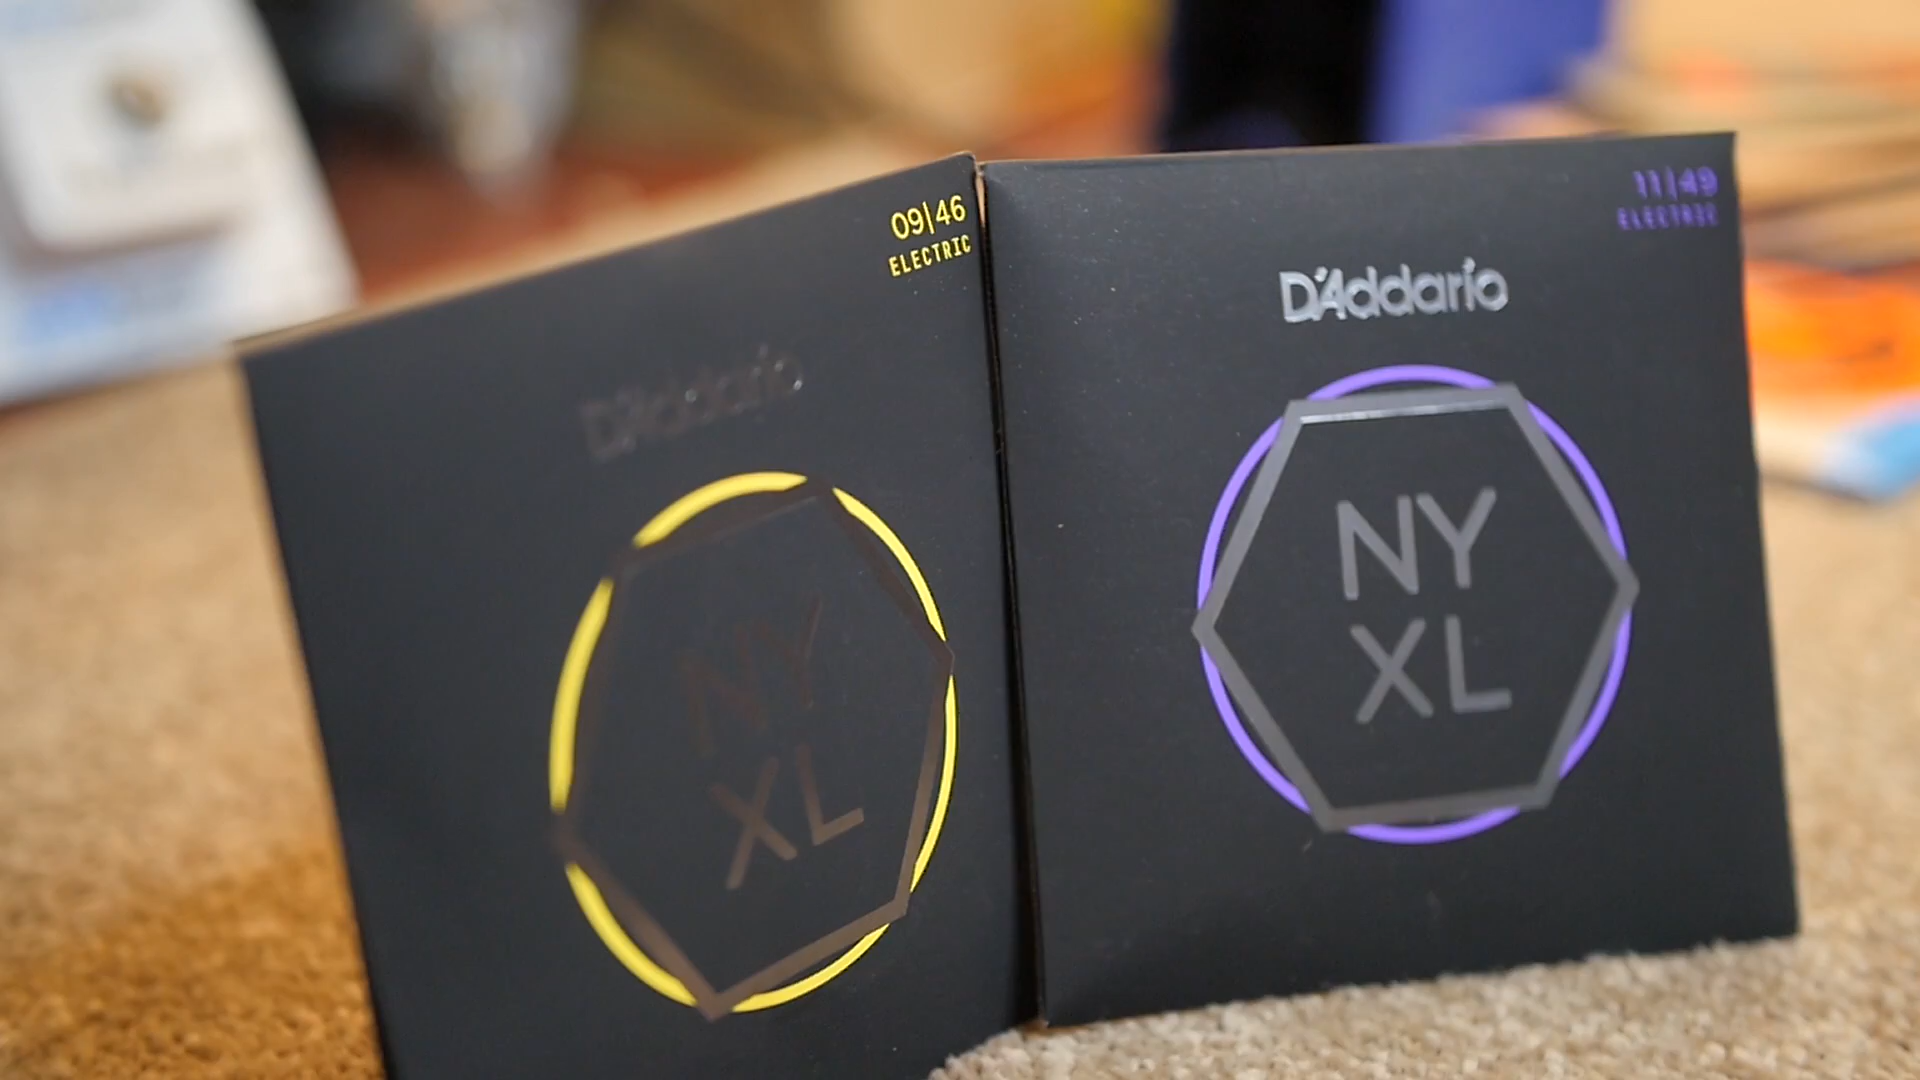 09|46
ELECTRIC
D'Addario
NY
XL
11|49
ELECTRIC
D'Addario
NY
XL